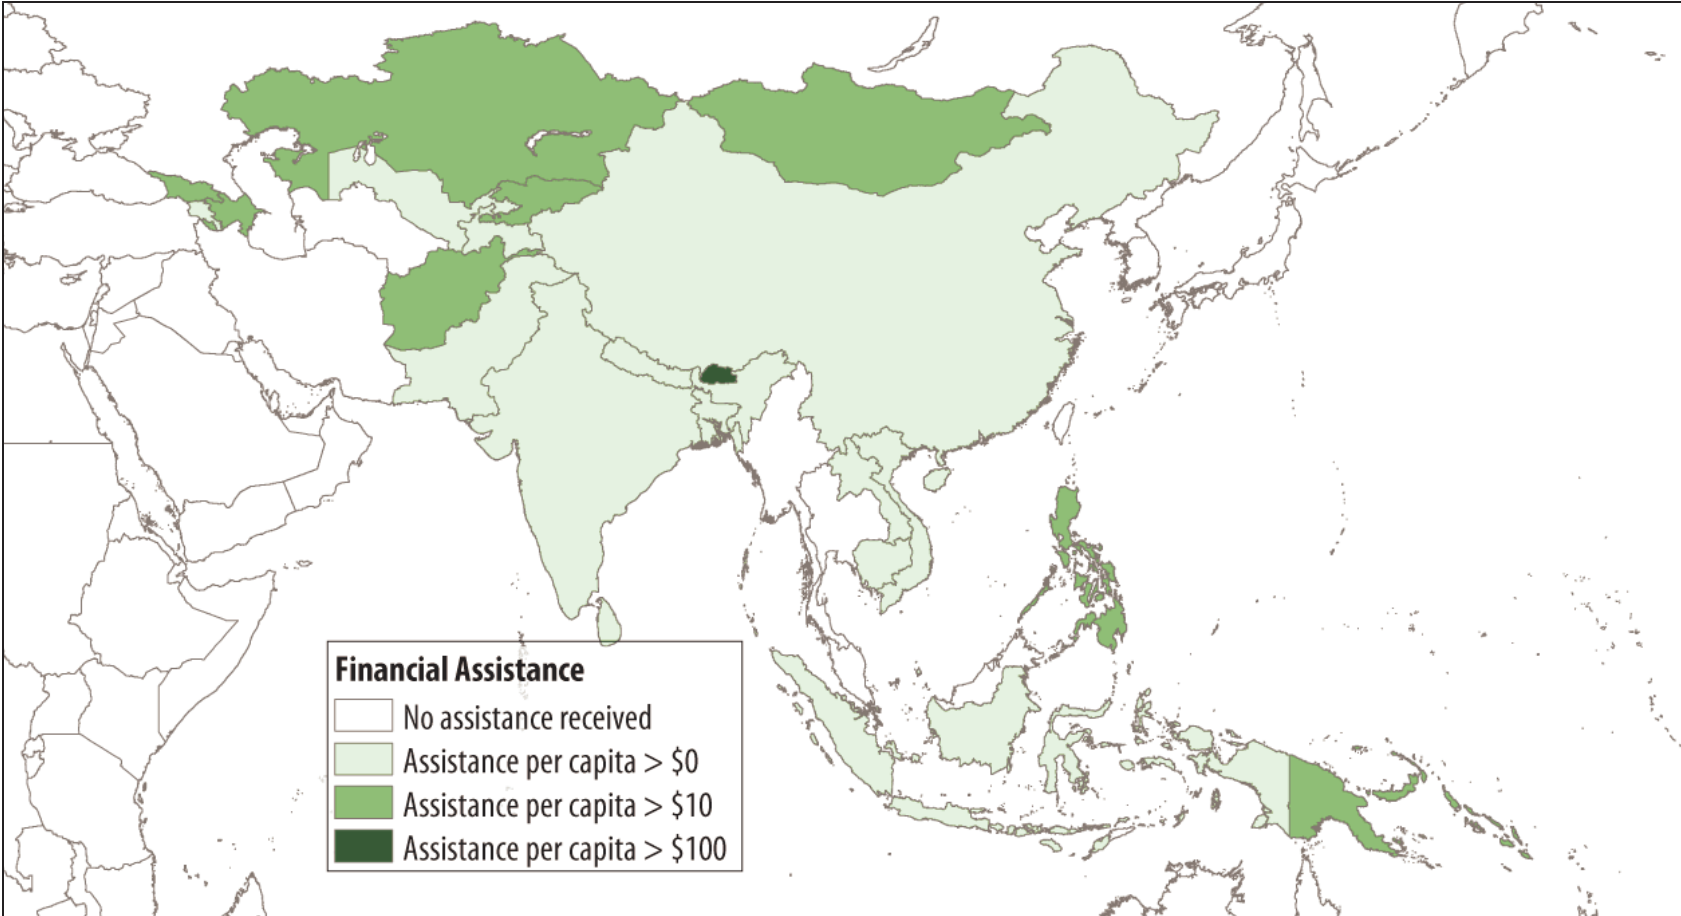 Financial Assistance
No assistance received
Assistance per capita > $0
Assistance per capita > $10
Assistance per capita > $100